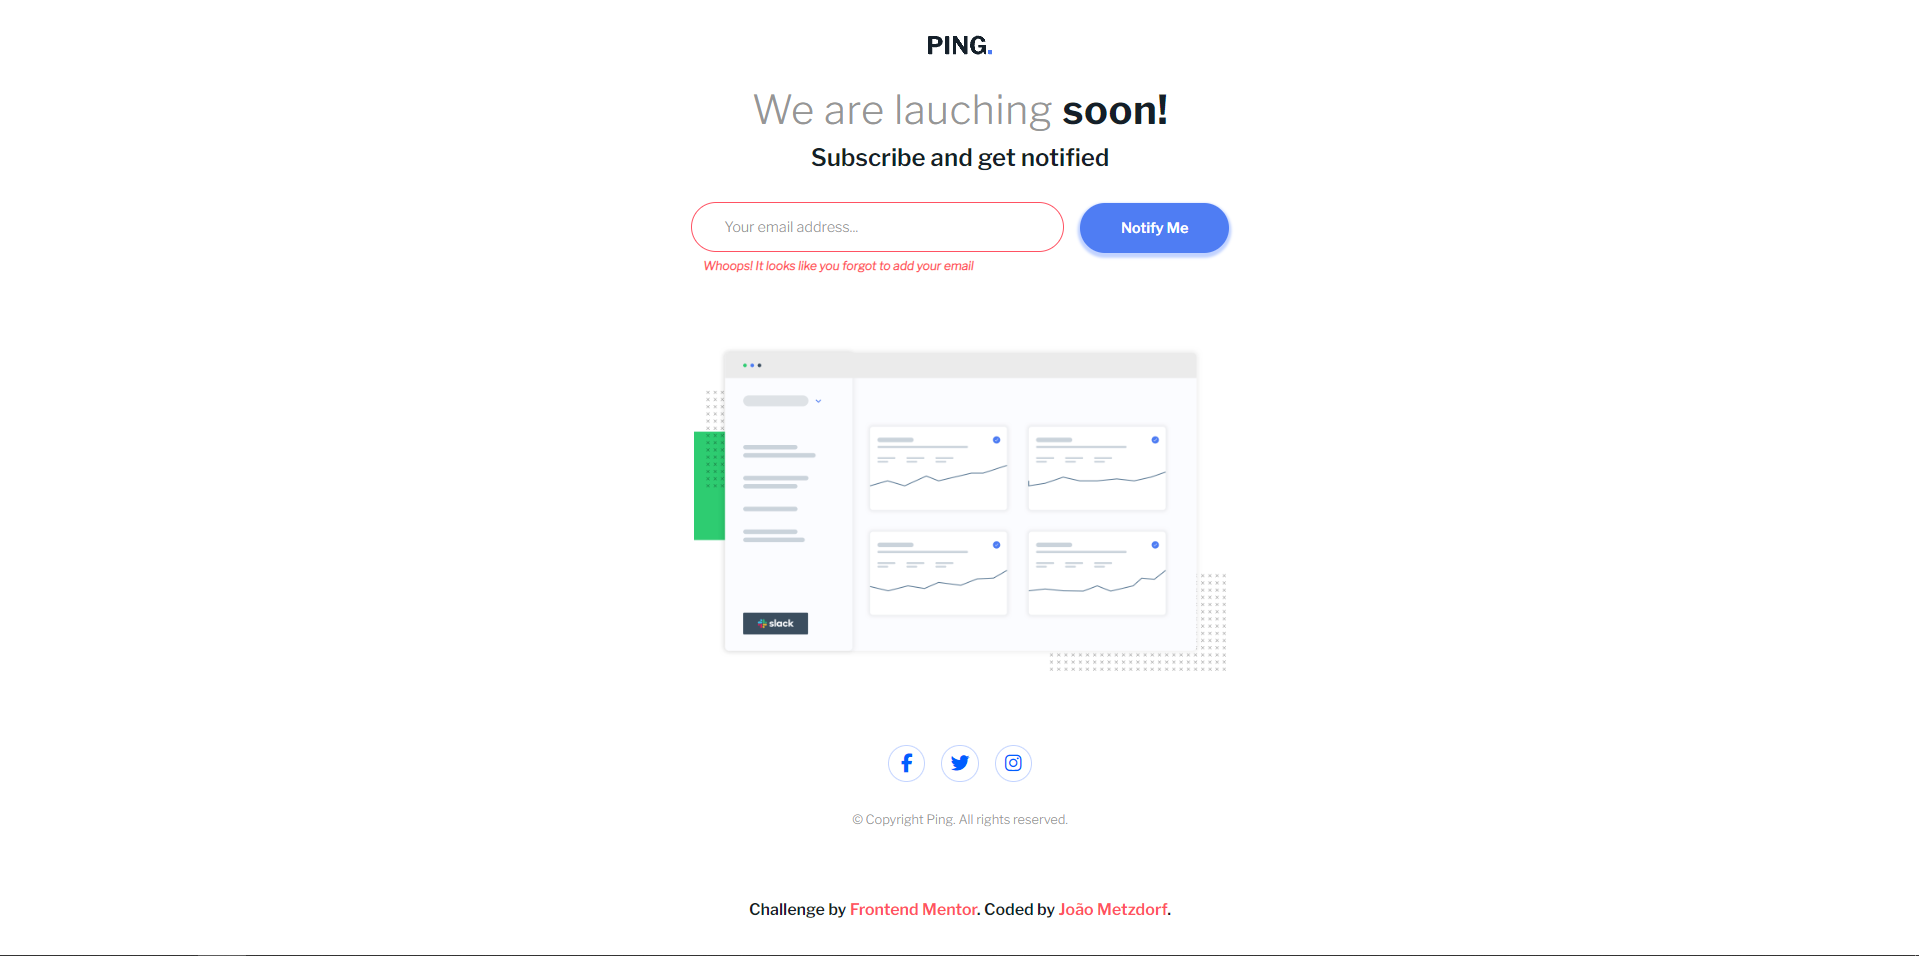 PING.
We are lauching soon!
Subscribe and get notified
Your email address...
Notify Me
Whoops! It looks like you forgot to add your email
slack
© Copyright Ping. All rights reserved.
Challenge by Frontend Mentor. Coded by João Metzdorf.